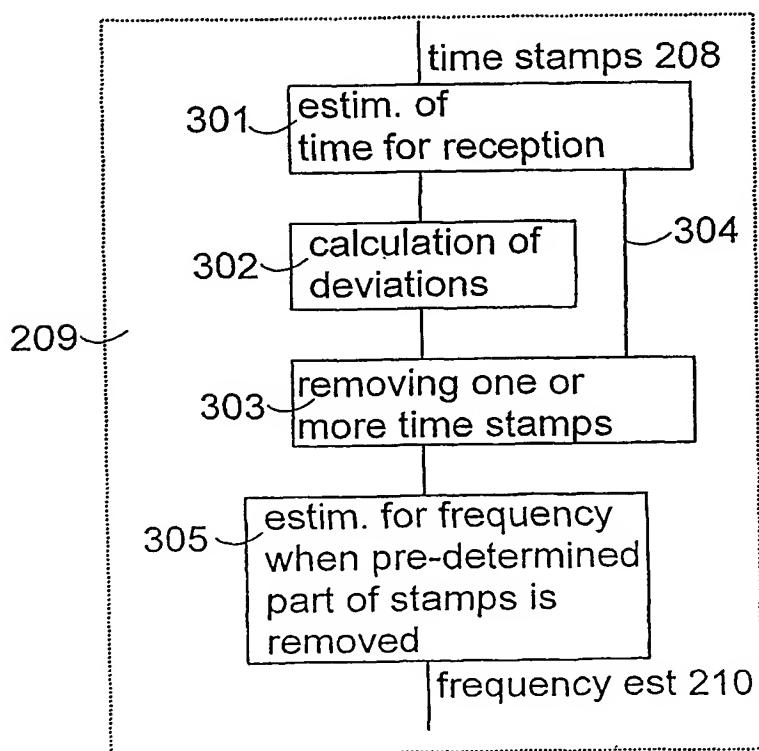 time stamps 208
301
estim. of
time for reception
302
calculation of
deviations
304
209
303
removing one or
more time stamps
305
estim. for frequency
when pre-determined
part of stamps is
removed
frequency est 210